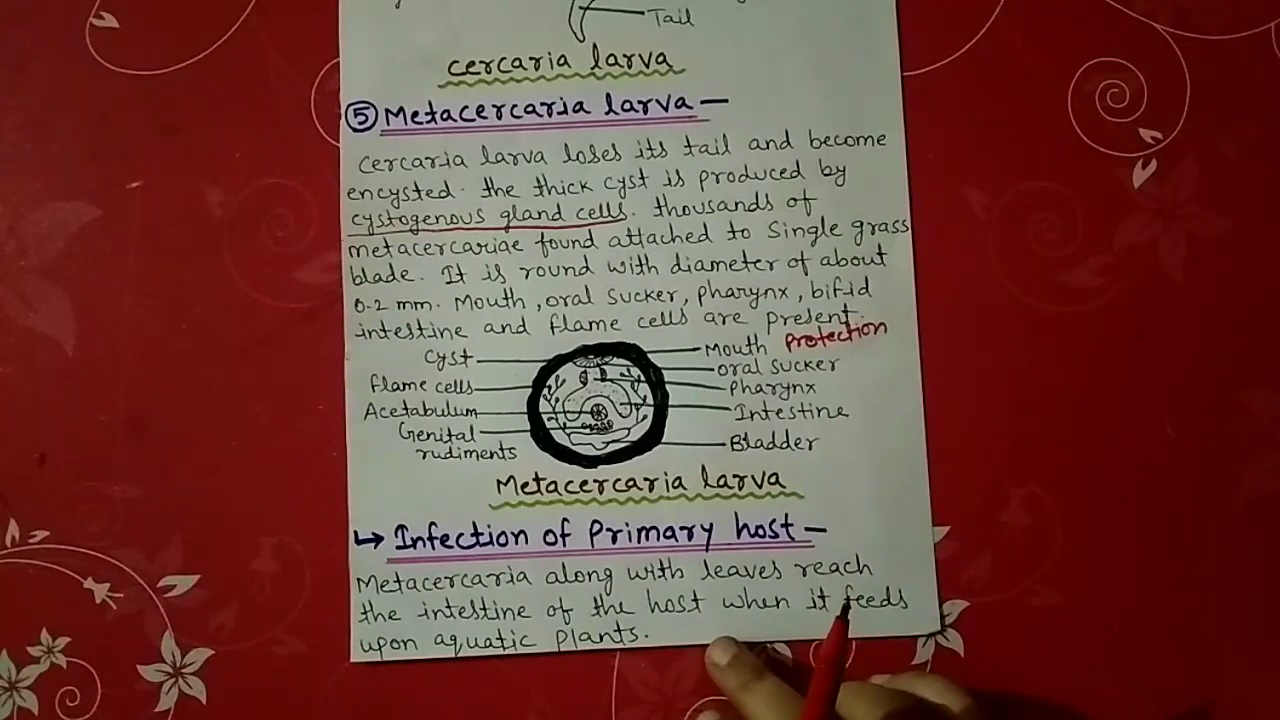 Tail
cercaria larva
5 Metacercaria larva —
Cercaria larva loses its tail and become
encysted. the thick cyst is produced by
cystogenous gland cells. thousands of
metacercariae found attached to single grass
blade. It is round with diameter of about
0.2 mm. Mouth, oral sucker, pharynx, bifid
intestine and flame cells are present.
Cyst
Mouth Protection
oral sucker
flame cells
Pharynx
Acetabulum
Intestine
Genital
rudiments
Bladder
Metacercaria larva
↳ Infection of Primary host —
Metacercaria along with leaves reach
the intestine of the host when it feeds
upon aquatic plants.